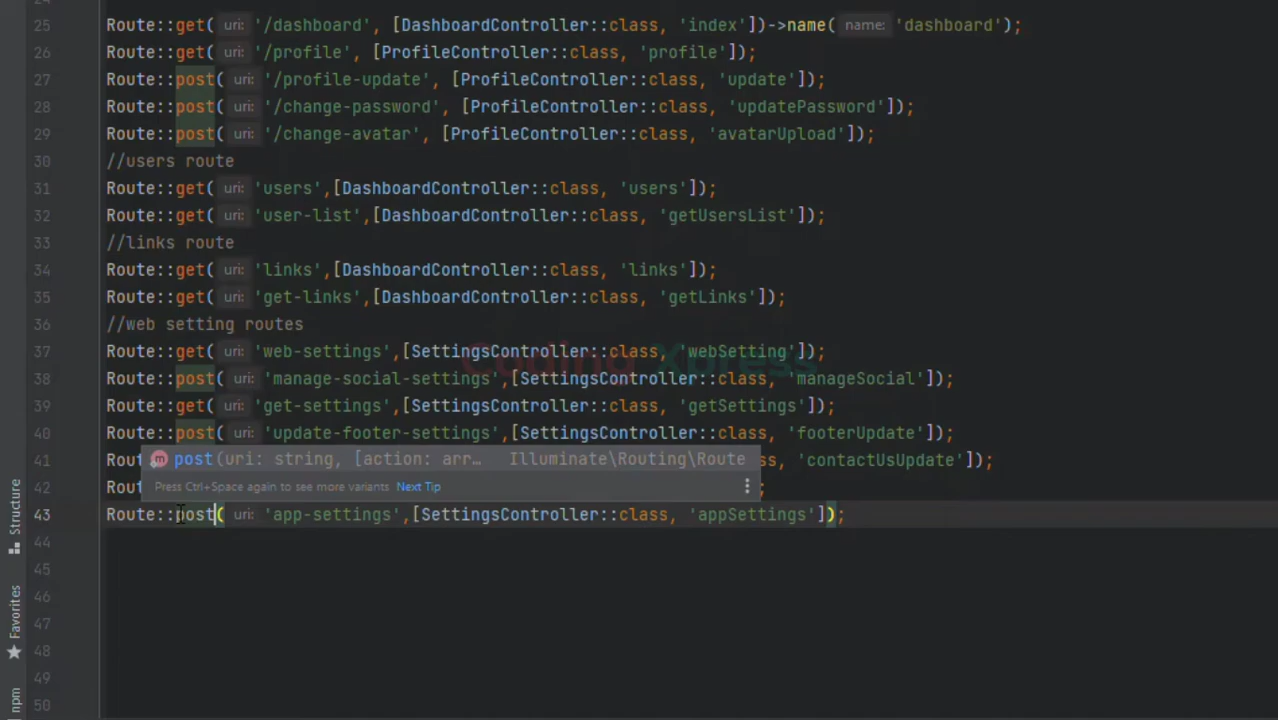 25 Route::get( uri: '/dashboard', [DashboardController::class, 'index'])->name( name: 'dashboard');
26 Route::get( uri: '/profile', [ProfileController::class, 'profile']);
27 Route::post( uri: '/profile-update', [ProfileController::class, 'update']);
28 Route::post( uri: '/change-password', [ProfileController::class, 'updatePassword']);
29 Route::post( uri: '/change-avatar', [ProfileController::class, 'avatarUpload']);
30 //users route
31 Route::get( uri: 'users',[DashboardController::class, 'users']);
32 Route::get( uri: 'user-list',[DashboardController::class, 'getUsersList']);
33 //links route
34 Route::get( uri: 'links',[DashboardController::class, 'links']);
35 Route::get( uri: 'get-links',[DashboardController::class, 'getLinks']);
36 //web setting routes
37 Route::get( uri: 'web-settings',[SettingsController::class, 'webSetting']);
Coding Xpress
38 Route::post( uri: 'manage-social-settings',[SettingsController::class, 'manageSocial']);
39 Route::get( uri: 'get-settings',[SettingsController::class, 'getSettings']);
40 Route::post( uri: 'update-footer-settings',[SettingsController::class, 'footerUpdate']);
41 Rou ss, 'contactUsUpdate']);
post(uri: string, [action: arr… Illuminate\Routing\Route
42 Rou ;
Press Ctrl+Space again to see more variants Next Tip
43 Route::post( uri: 'app-settings',[SettingsController::class, 'appSettings']);
44
45
46
47
48
49
50
Structure
Favorites
npm